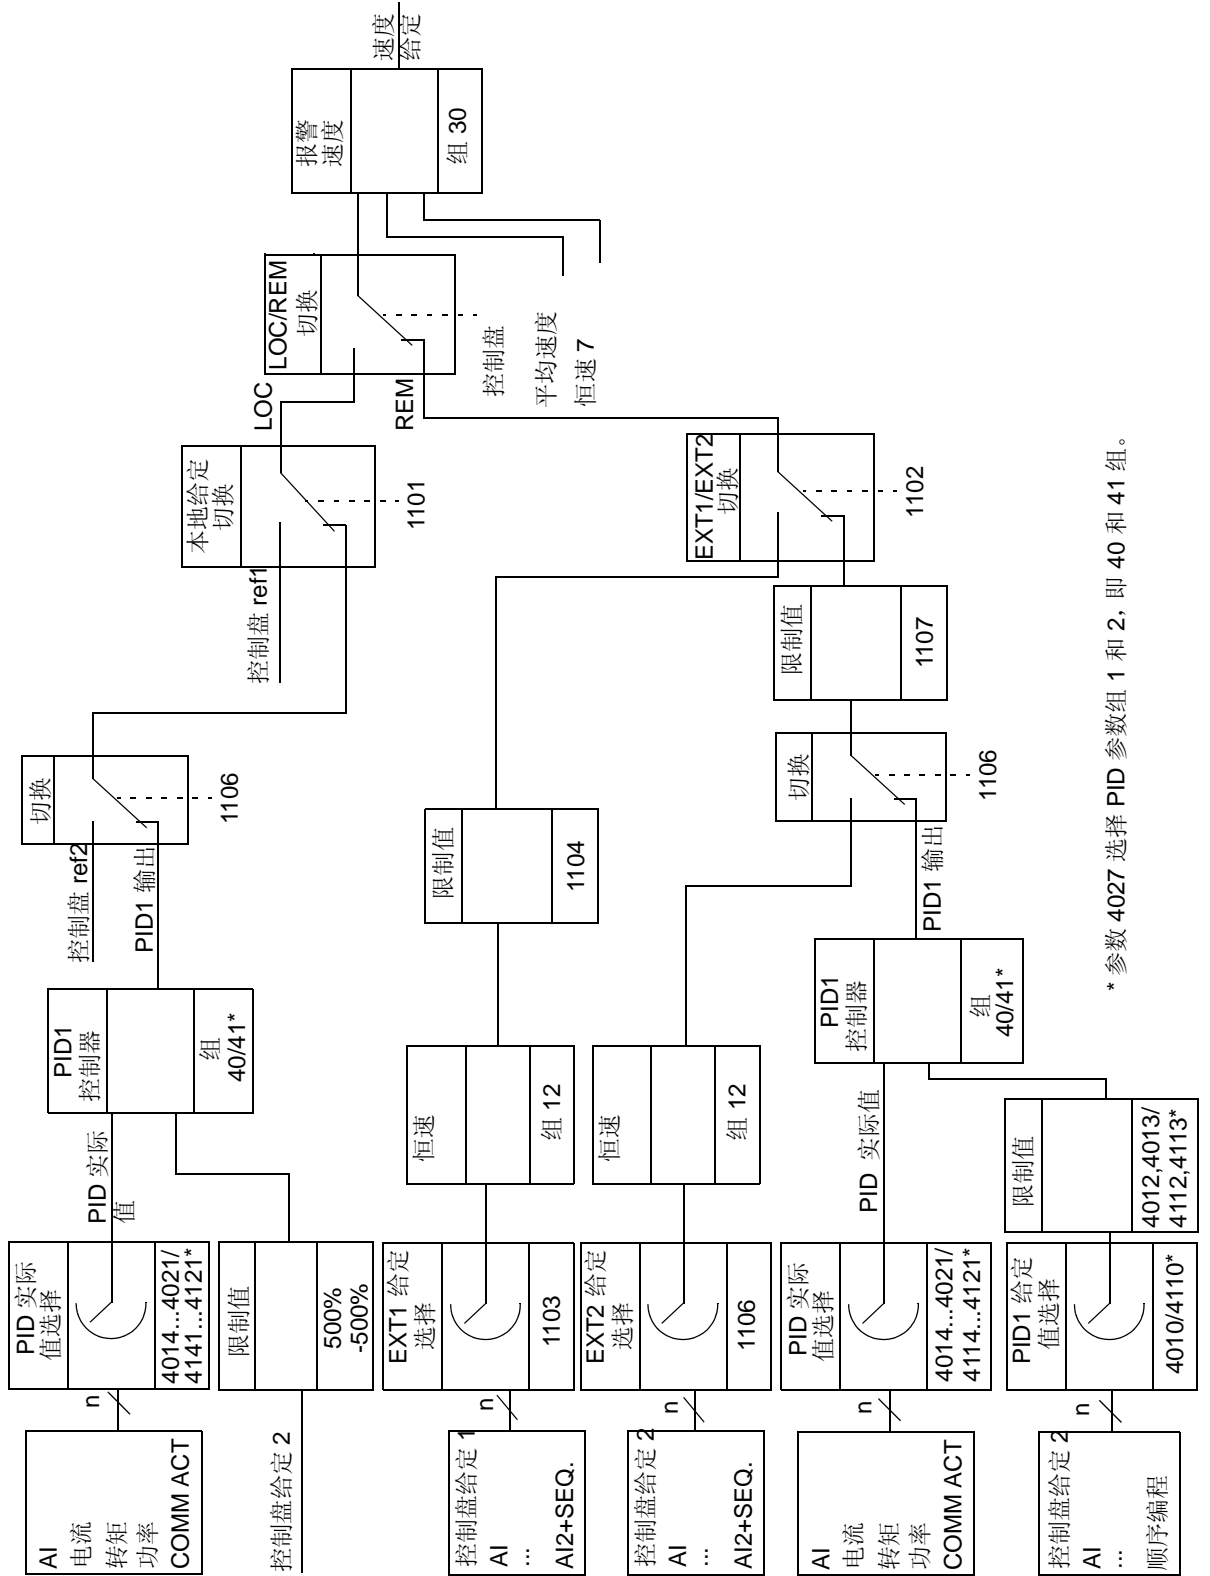 速度
给定
报警
速度
组 30
LOC/REM
切换
控制盘
平均速度
恒速 7
LOC
REM
本地给定
切换
1101
控制盘 ref1
EXT1/EXT2
切换
1102
限制值
1107
切换
1106
控制盘 ref2
PID1 输出
限制值
1104
切换
1106
PID1 输出
PID1
控制器
组
40/41*
恒速
组 12
恒速
组 12
PID1
控制器
组
40/41*
PID 实际
值
PID 实际值
限制值
4012,4013/
4112,4113*
PID 实际
值选择
4014...4021/
4141...4121*
限制值
500%
-500%
EXT1 给定
选择
1103
EXT2 给定
选择
1106
PID 实际
值选择
4014...4021/
4114...4121*
PID1 给定
值选择
4010/4110*
n
n
n
n
n
AI
电流
转矩
功率
COMM ACT
控制盘给定 2
控制盘给定 1
AI
...
AI2+SEQ.
控制盘给定 2
AI
...
AI2+SEQ.
AI
电流
转矩
功率
COMM ACT
控制盘给定 2
AI
...
顺序编程
* 参数 4027 选择 PID 参数组 1 和 2, 即 40 和 41 组。